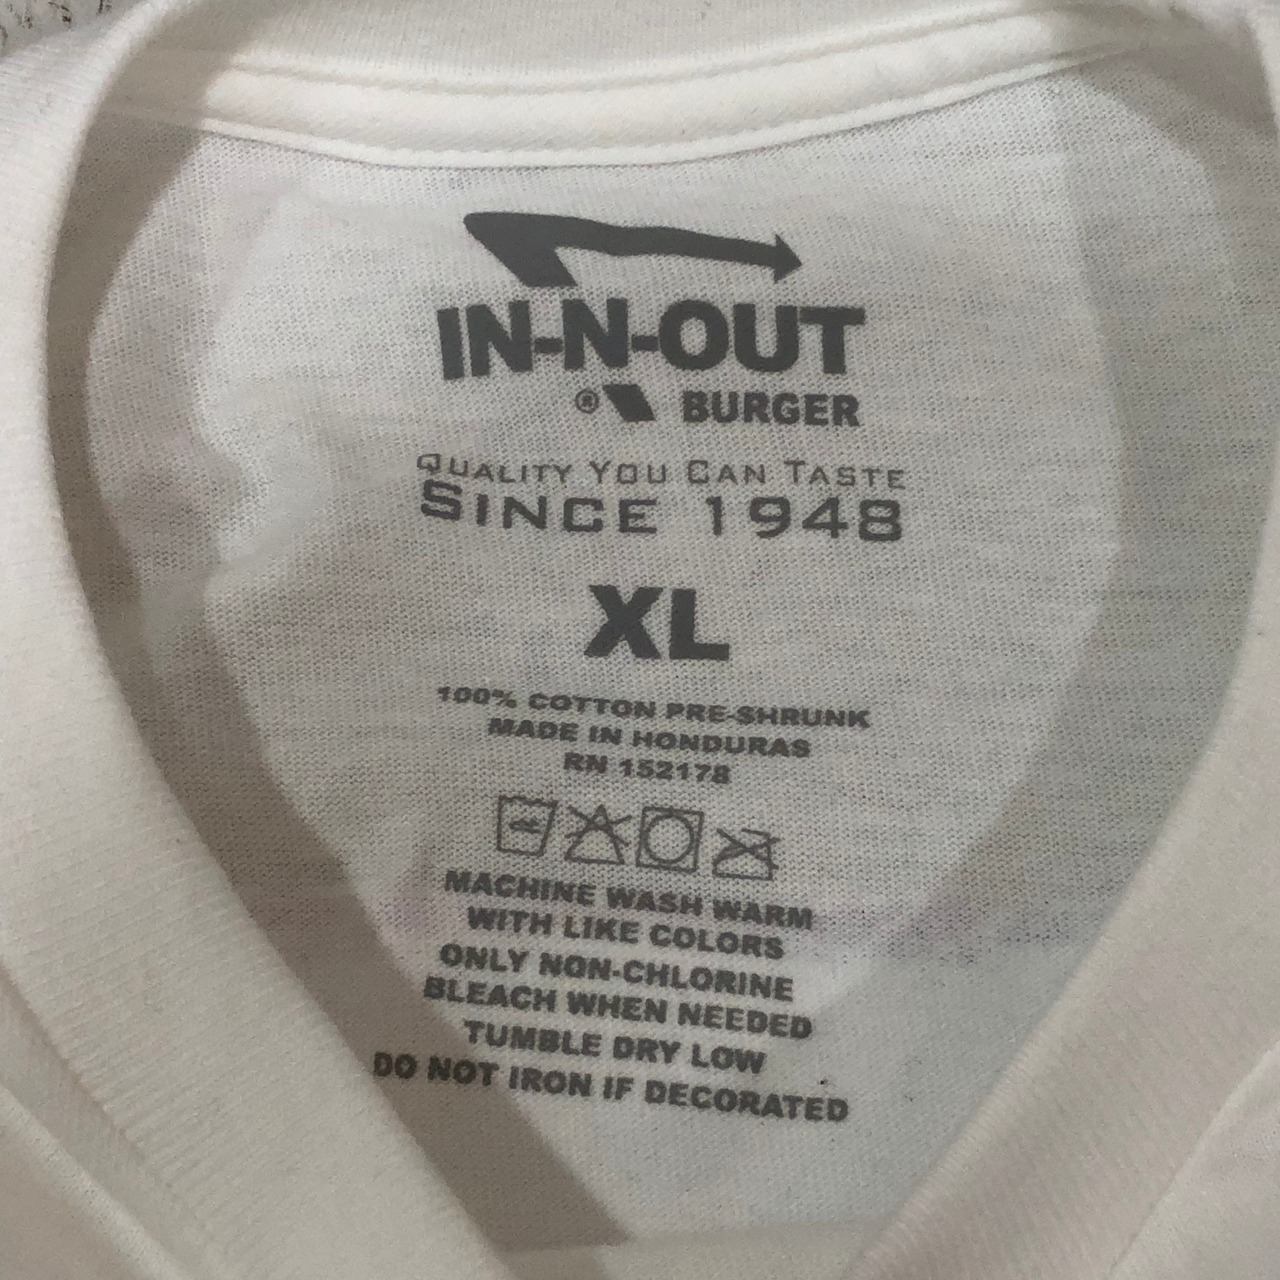 IN-N-OUT
® BURGER
QUALITY YOU CAN TASTE
SINCE 1948
XL
100% COTTON PRE-SHRUNK
MADE IN HONDURAS
RN 152178
MACHINE WASH WARM
WITH LIKE COLORS
ONLY NON-CHLORINE
BLEACH WHEN NEEDED
TUMBLE DRY LOW
DO NOT IRON IF DECORATED